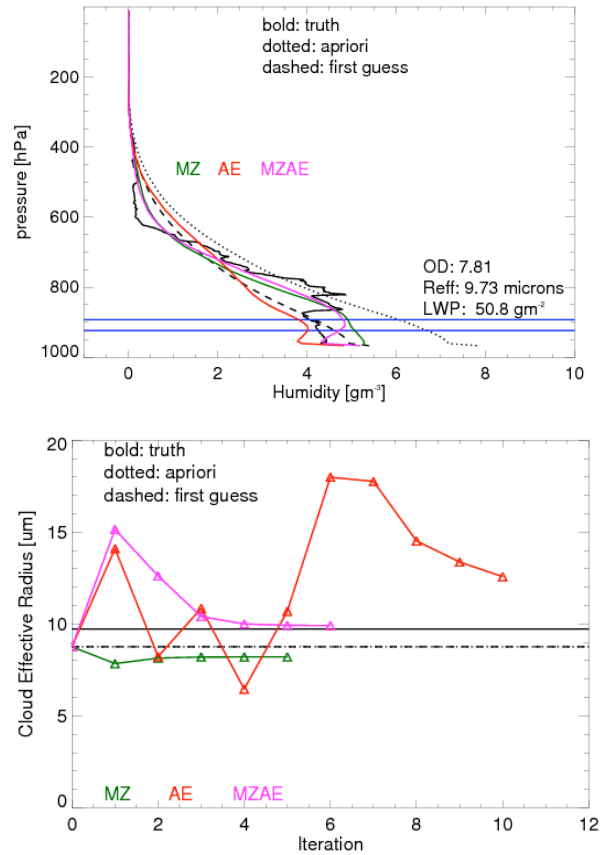 bold: truth
dotted: apriori
dashed: first guess
200
400
600
800
1000
pressure [hPa]
MZ AE MZAE
OD: 7.81
Reff: 9.73 microns
LWP: 50.8 gm⁻²
0 2 4 6 8 10
Humidity [gm⁻³]
20
15
10
5
0
Cloud Effective Radius [um]
bold: truth
dotted: apriori
dashed: first guess
MZ AE MZAE
0 2 4 6 8 10 12
Iteration